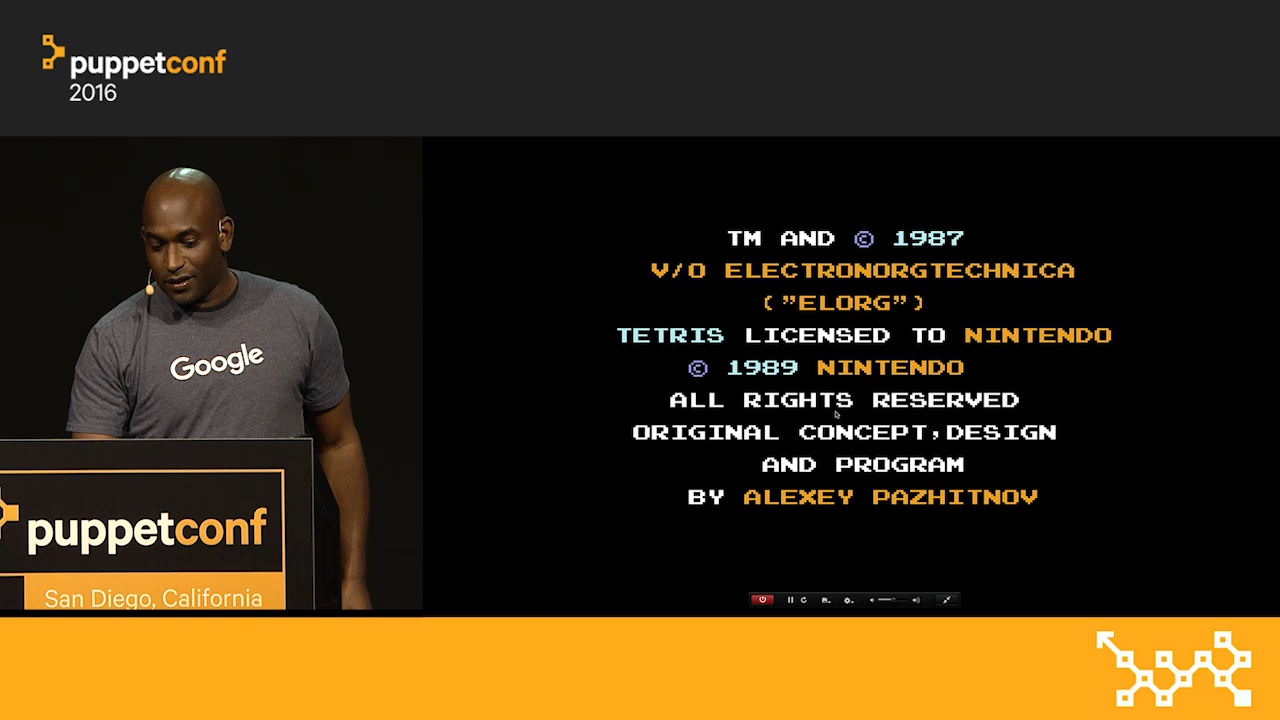 puppetconf
2016
TM AND © 1987
V/O ELECTRONORGTECHNICA
("ELORG")
TETRIS LICENSED TO NINTENDO
© 1989 NINTENDO
ALL RIGHTS RESERVED
ORIGINAL CONCEPT,DESIGN
AND PROGRAM
BY ALEXEY PAZHITNOV
Google
puppetconf
San Diego, California